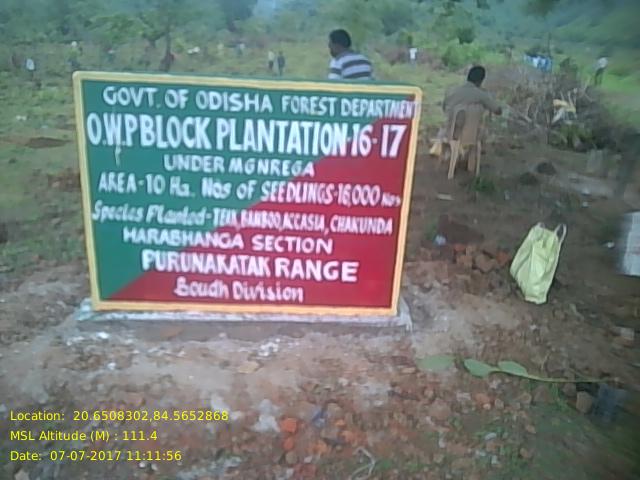 GOVT. OF ODISHA FOREST DEPARTMENT
O.W.P BLOCK PLANTATION-16-17
UNDER MGNREGA
AREA-10 Ha. Nos OF SEEDLINGS-16,000 Nos
Species Planted-TEAK, BAMBOO, ACCASIA, CHAKUNDA
HARABHANGA SECTION
PURUNAKATAK RANGE
Boudh Division
Location: 20.6508302,84.5652868
MSL Altitude (M) : 111.4
Date: 07-07-2017 11:11:56